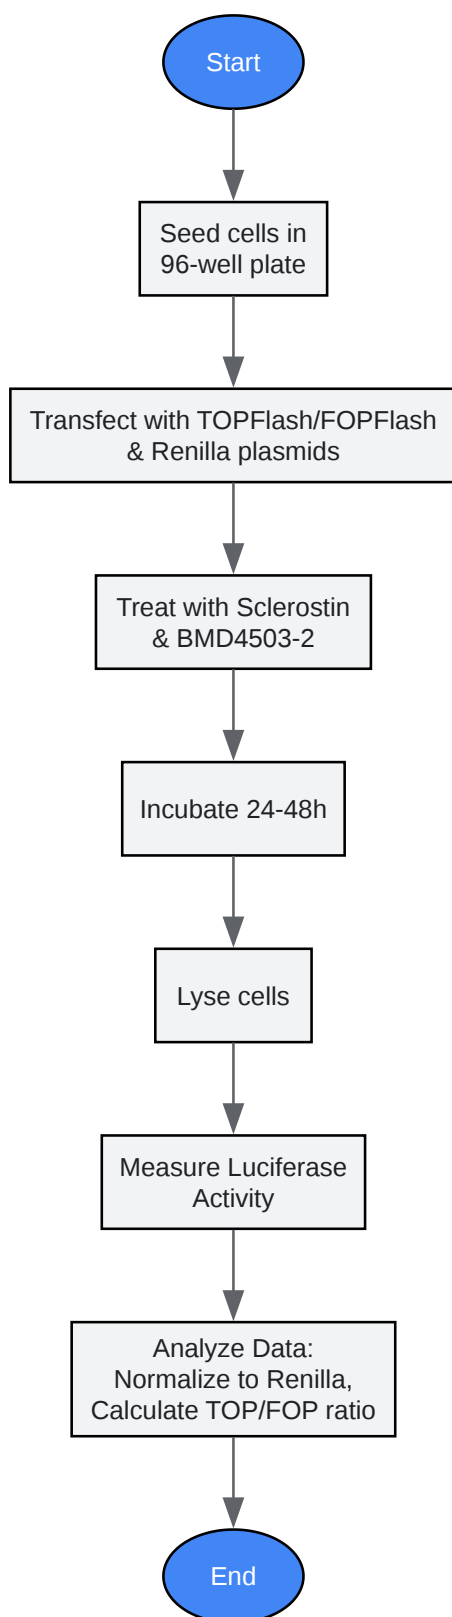 Start
Seed cells in
96-well plate
Transfect with TOPFlash/FOPFlash
& Renilla plasmids
Treat with Sclerostin
& BMD4503-2
Incubate 24-48h
Lyse cells
Measure Luciferase
Activity
Analyze Data:
Normalize to Renilla,
Calculate TOP/FOP ratio
End